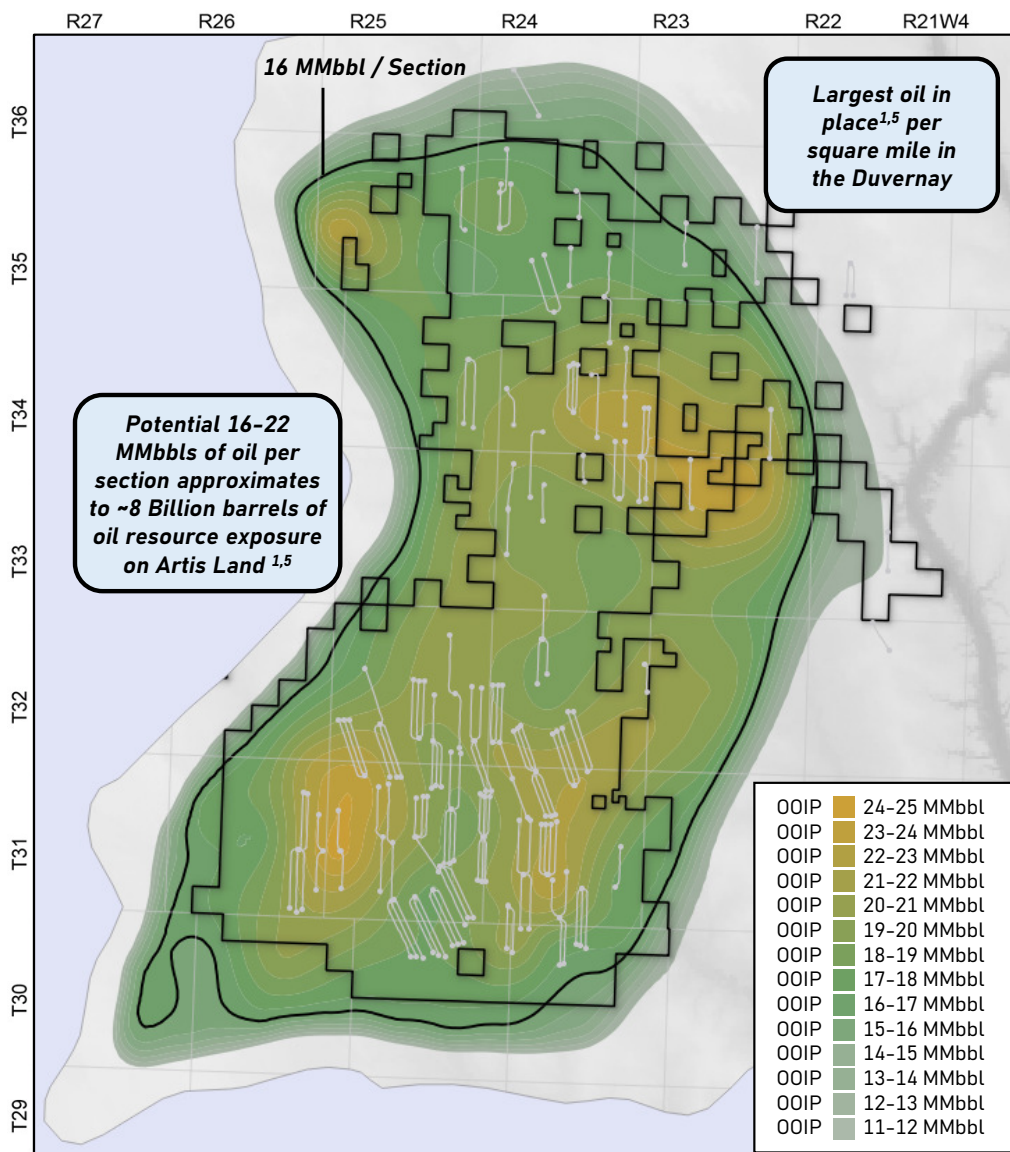 R27 R26 R25 R24 R23 R22 R21W4
16 MMbbl / Section
Largest oil in
place1,5 per
square mile in
the Duvernay
T36
T35
T34
T33
T32
T31
T30
T29
Potential 16-22
MMbbls of oil per
section approximates
to ~8 Billion barrels of
oil resource exposure
on Artis Land 1,5
OOIP 24-25 MMbbl
OOIP 23-24 MMbbl
OOIP 22-23 MMbbl
OOIP 21-22 MMbbl
OOIP 20-21 MMbbl
OOIP 19-20 MMbbl
OOIP 18-19 MMbbl
OOIP 17-18 MMbbl
OOIP 16-17 MMbbl
OOIP 15-16 MMbbl
OOIP 14-15 MMbbl
OOIP 13-14 MMbbl
OOIP 12-13 MMbbl
OOIP 11-12 MMbbl